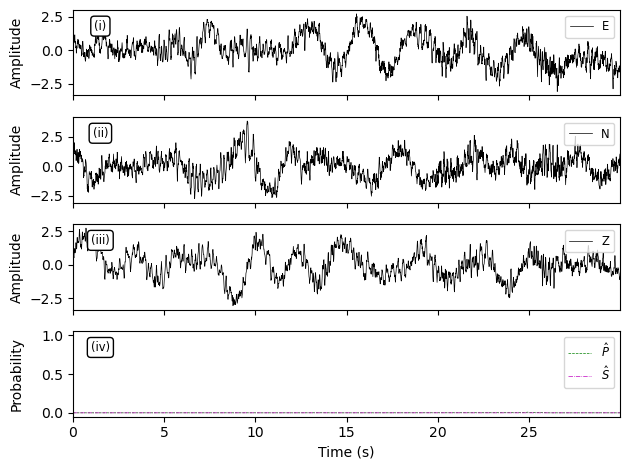 2.5
0.0
−2.5
Amplitude
(i)
E
2.5
0.0
−2.5
Amplitude
(ii)
N
2.5
0.0
−2.5
Amplitude
(iii)
Z
1.0
0.5
0.0
Probability
(iv)
P̂
Ŝ
0 5 10 15 20 25
Time (s)